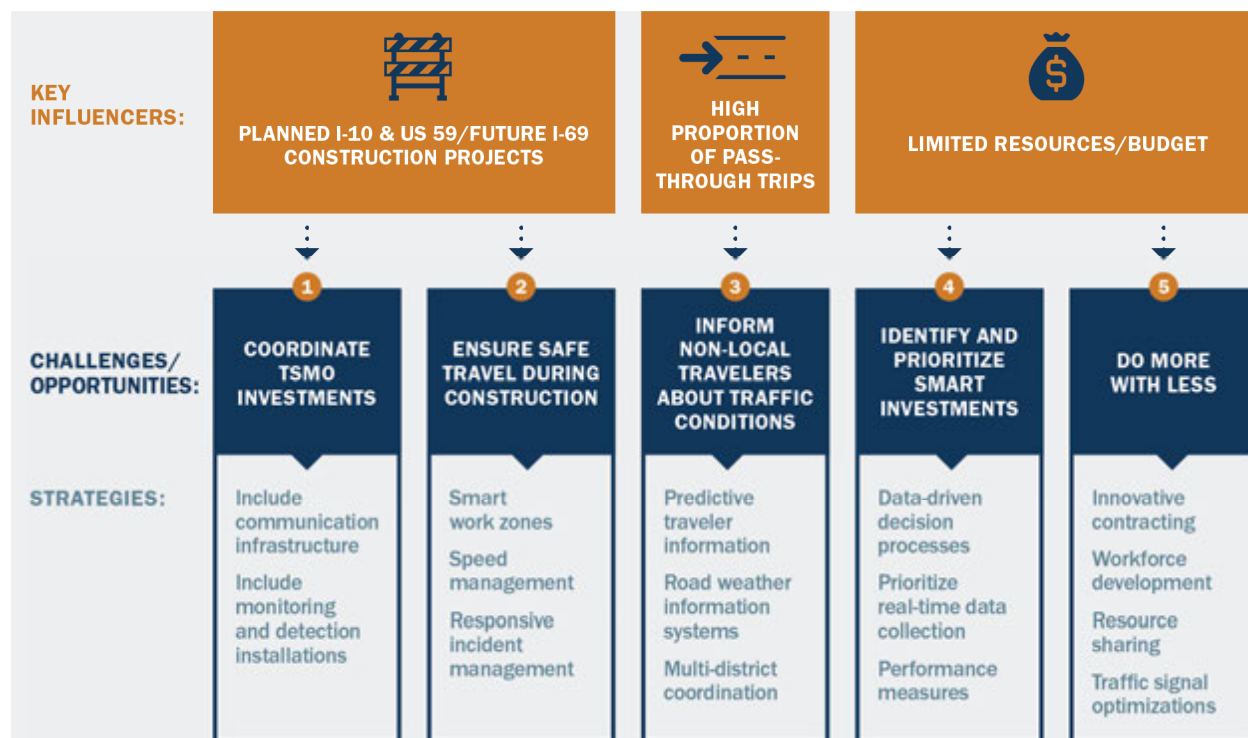 KEY
INFLUENCERS:
PLANNED I-10 & US 59/FUTURE I-69
CONSTRUCTION PROJECTS
HIGH
PROPORTION
OF PASS-
THROUGH TRIPS
$
LIMITED RESOURCES/BUDGET
CHALLENGES/
OPPORTUNITIES:
1
COORDINATE
TSMO
INVESTMENTS
2
ENSURE SAFE
TRAVEL DURING
CONSTRUCTION
3
INFORM
NON-LOCAL
TRAVELERS
ABOUT TRAFFIC
CONDITIONS
4
IDENTIFY AND
PRIORITIZE
SMART
INVESTMENTS
5
DO MORE
WITH LESS
STRATEGIES:
Include
communication
infrastructure
Include
monitoring
and detection
installations
Smart
work zones
Speed
management
Responsive
incident
management
Predictive
traveler
information
Road weather
information
systems
Multi-district
coordination
Data-driven
decision
processes
Prioritize
real-time data
collection
Performance
measures
Innovative
contracting
Workforce
development
Resource
sharing
Traffic signal
optimizations